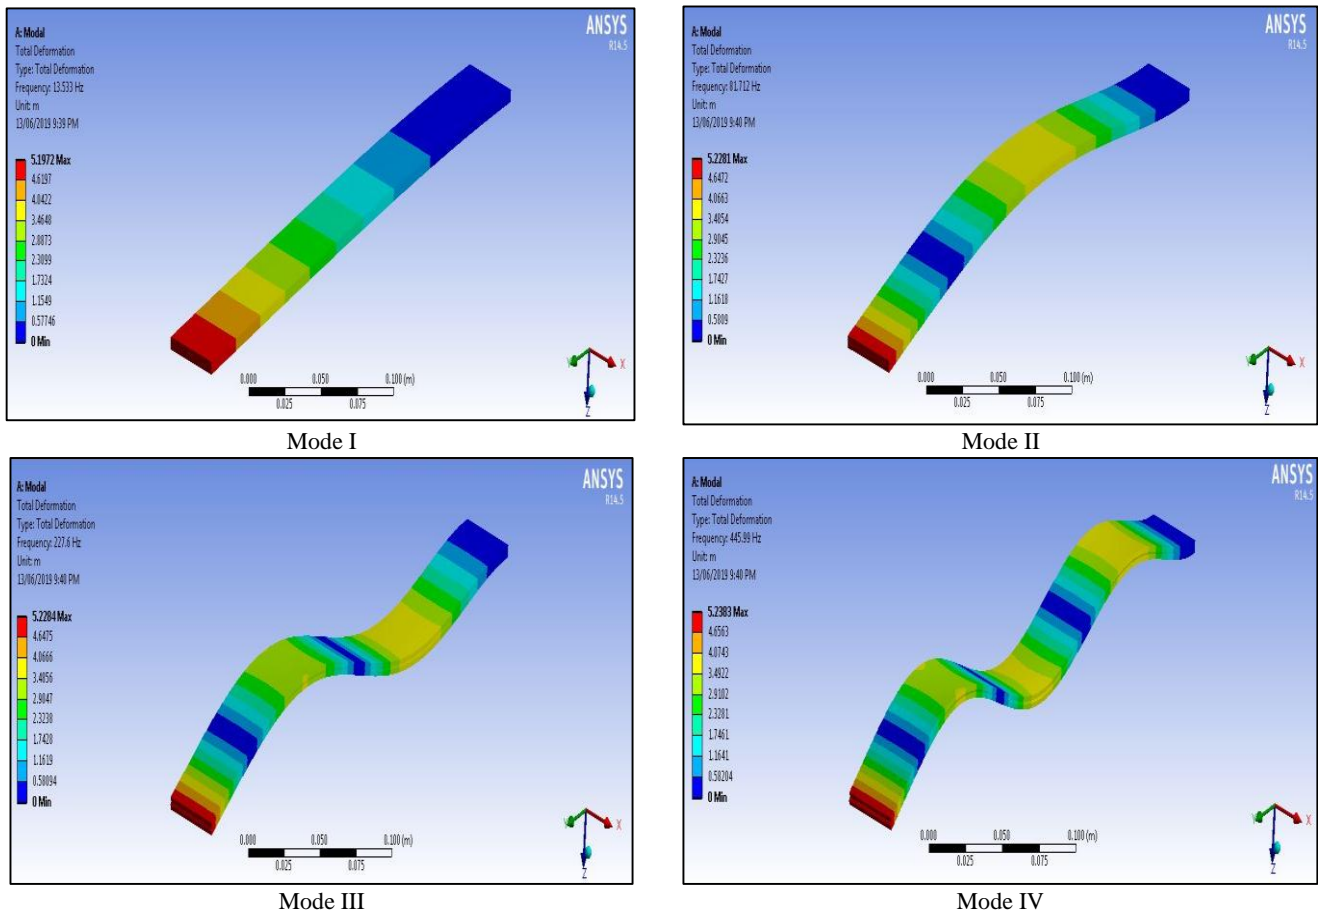 A: Modal
Total Deformation
Type: Total Deformation
Frequency: 13.533 Hz
Unit: m
13/06/2019 9:39 PM
ANSYS
R14.5
5.1972 Max
4.6197
4.0422
3.4648
2.8873
2.3099
1.7324
1.1549
0.57746
0 Min
0.000 0.050 0.100 (m)
0.025 0.075
X
Y
Z
Mode I
A: Modal
Total Deformation
Type: Total Deformation
Frequency: 81.712 Hz
Unit: m
13/06/2019 9:40 PM
ANSYS
R14.5
5.2281 Max
4.6472
4.0663
3.4854
2.9045
2.3236
1.7427
1.1618
0.5809
0 Min
0.000 0.050 0.100 (m)
0.025 0.075
X
Y
Z
Mode II
A: Modal
Total Deformation
Type: Total Deformation
Frequency: 227.6 Hz
Unit: m
13/06/2019 9:40 PM
ANSYS
R14.5
5.2284 Max
4.6475
4.0666
3.4856
2.9047
2.3238
1.7428
1.1619
0.58094
0 Min
0.000 0.050 0.100 (m)
0.025 0.075
X
Y
Z
Mode III
A: Modal
Total Deformation
Type: Total Deformation
Frequency: 445.99 Hz
Unit: m
13/06/2019 9:40 PM
ANSYS
R14.5
5.2383 Max
4.6563
4.0743
3.4922
2.9102
2.3281
1.7461
1.1641
0.58204
0 Min
0.000 0.050 0.100 (m)
0.025 0.075
X
Y
Z
Mode IV